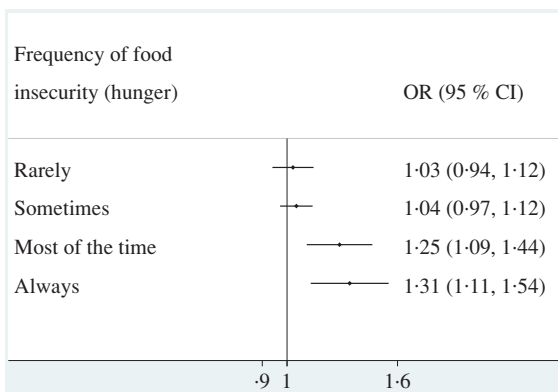 Frequency of food
insecurity (hunger) OR (95 % CI)
Rarely 1·03 (0·94, 1·12)
Sometimes 1·04 (0·97, 1·12)
Most of the time 1·25 (1·09, 1·44)
Always 1·31 (1·11, 1·54)
·9 1 1·6